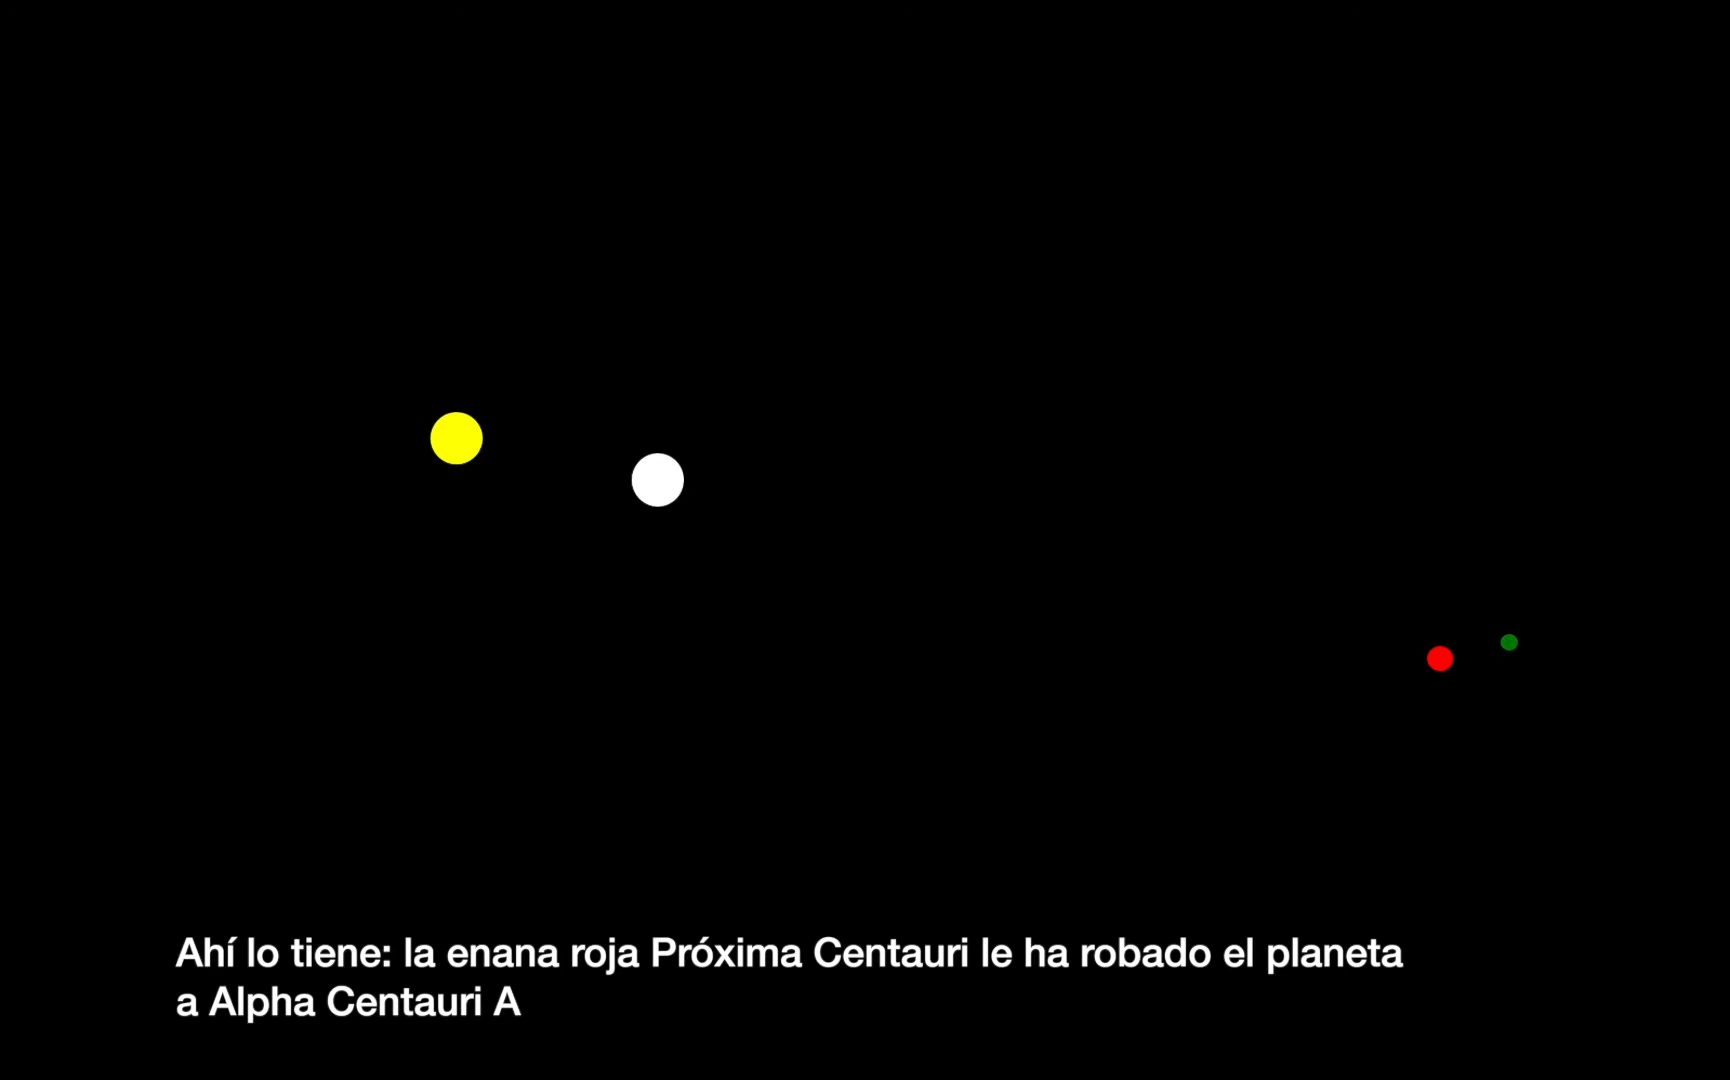 Ahí lo tiene: la enana roja Próxima Centauri le ha robado el planeta
a Alpha Centauri A